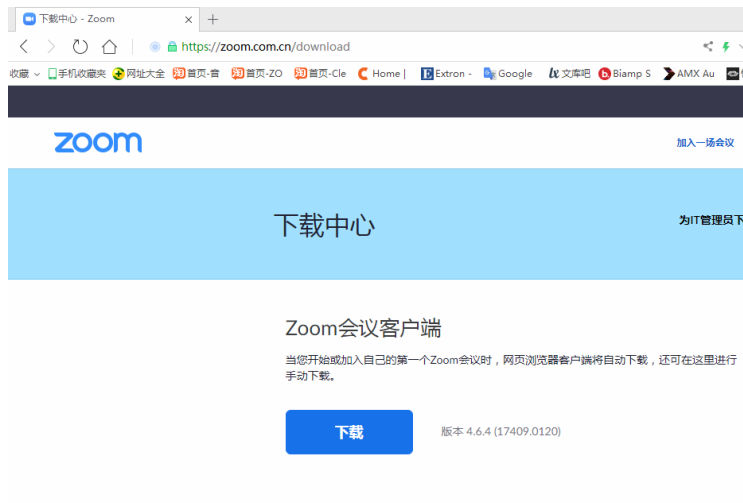 下载中心 - Zoom
https://zoom.com.cn/download
收藏 手机收藏夹 网址大全 首页-音 首页-ZO 首页-Cle Home | Extron - Google 文库吧 Biamp S AMX Au
zoom
加入一场会议
下载中心
为IT管理员下
Zoom会议客户端
当您开始或加入自己的第一个Zoom会议时，网页浏览器客户端将自动下载，还可在这里进行
手动下载。
下载
版本 4.6.4 (17409.0120)